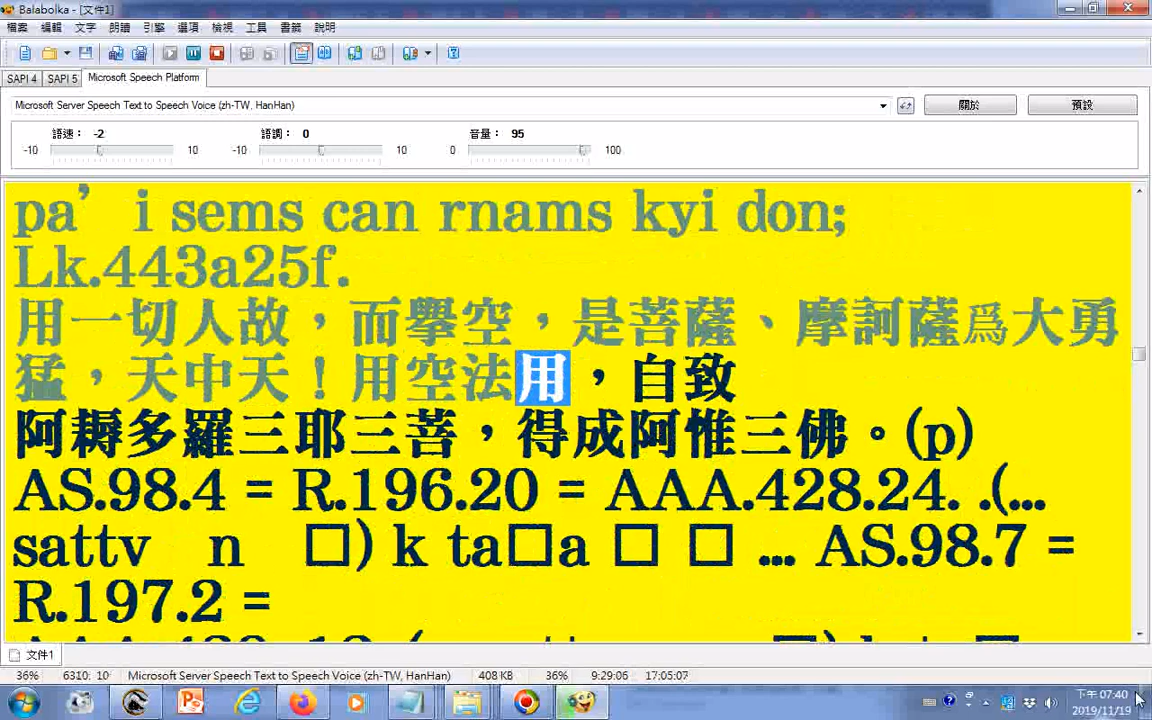 Balabolka - [文件1]
檔案 編輯 文字 朗讀 引擎 選項 檢視 工具 書籤 說明
SAPI 4 SAPI 5 Microsoft Speech Platform
Microsoft Server Speech Text to Speech Voice (zh-TW, HanHan) 關於 預設
語速： -2 語調： 0 音量： 95
-10 10 -10 10 0 100
pa’ i sems can rnams kyi don;
Lk.443a25f.
用一切人故，而擧空，是菩薩、摩訶薩爲大勇
猛，天中天！用空法用，自致
阿耨多羅三耶三菩，得成阿惟三佛。(p)
AS.98.4 = R.196.20 = AAA.428.24. .(...
sattv n □) k ta□a □ □ ... AS.98.7 =
R.197.2 =
文件1
36% 6310: 10 Microsoft Server Speech Text to Speech Voice (zh-TW, HanHan) 408 KB 36% 9:29:06 17:05:07
下午 07:40
2019/11/19